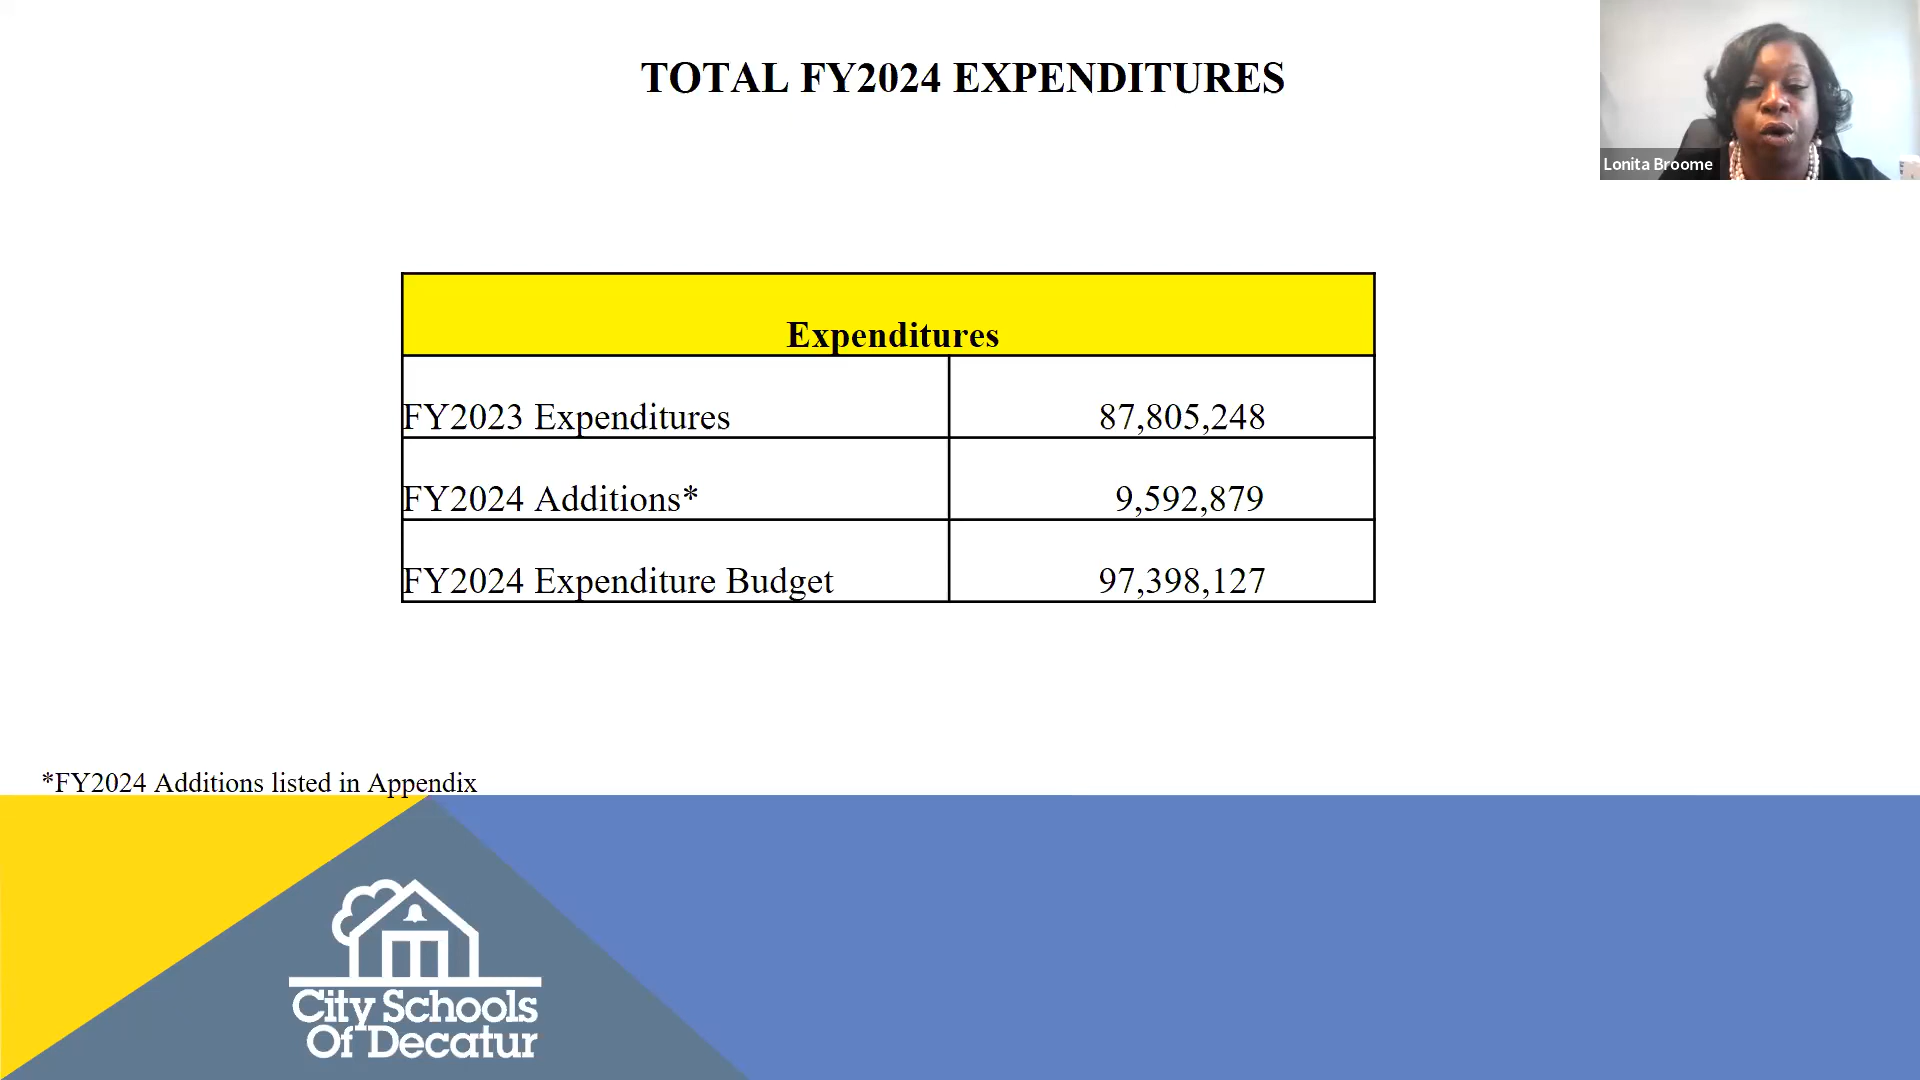 TOTAL FY2024 EXPENDITURES
Lonita Broome
Expenditures
FY2023 Expenditures 87,805,248
FY2024 Additions* 9,592,879
FY2024 Expenditure Budget 97,398,127
*FY2024 Additions listed in Appendix
City Schools
Of Decatur